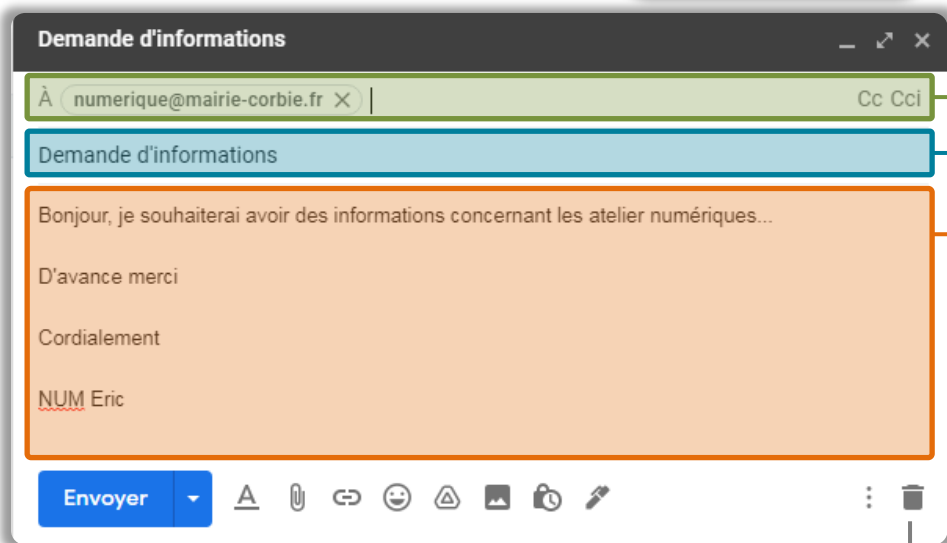 Demande d'informations
À numerique@mairie-corbie.fr Cc Cci
Demande d'informations
Bonjour, je souhaiterai avoir des informations concernant les atelier numériques...
D'avance merci
Cordialement
NUM Eric
Envoyer